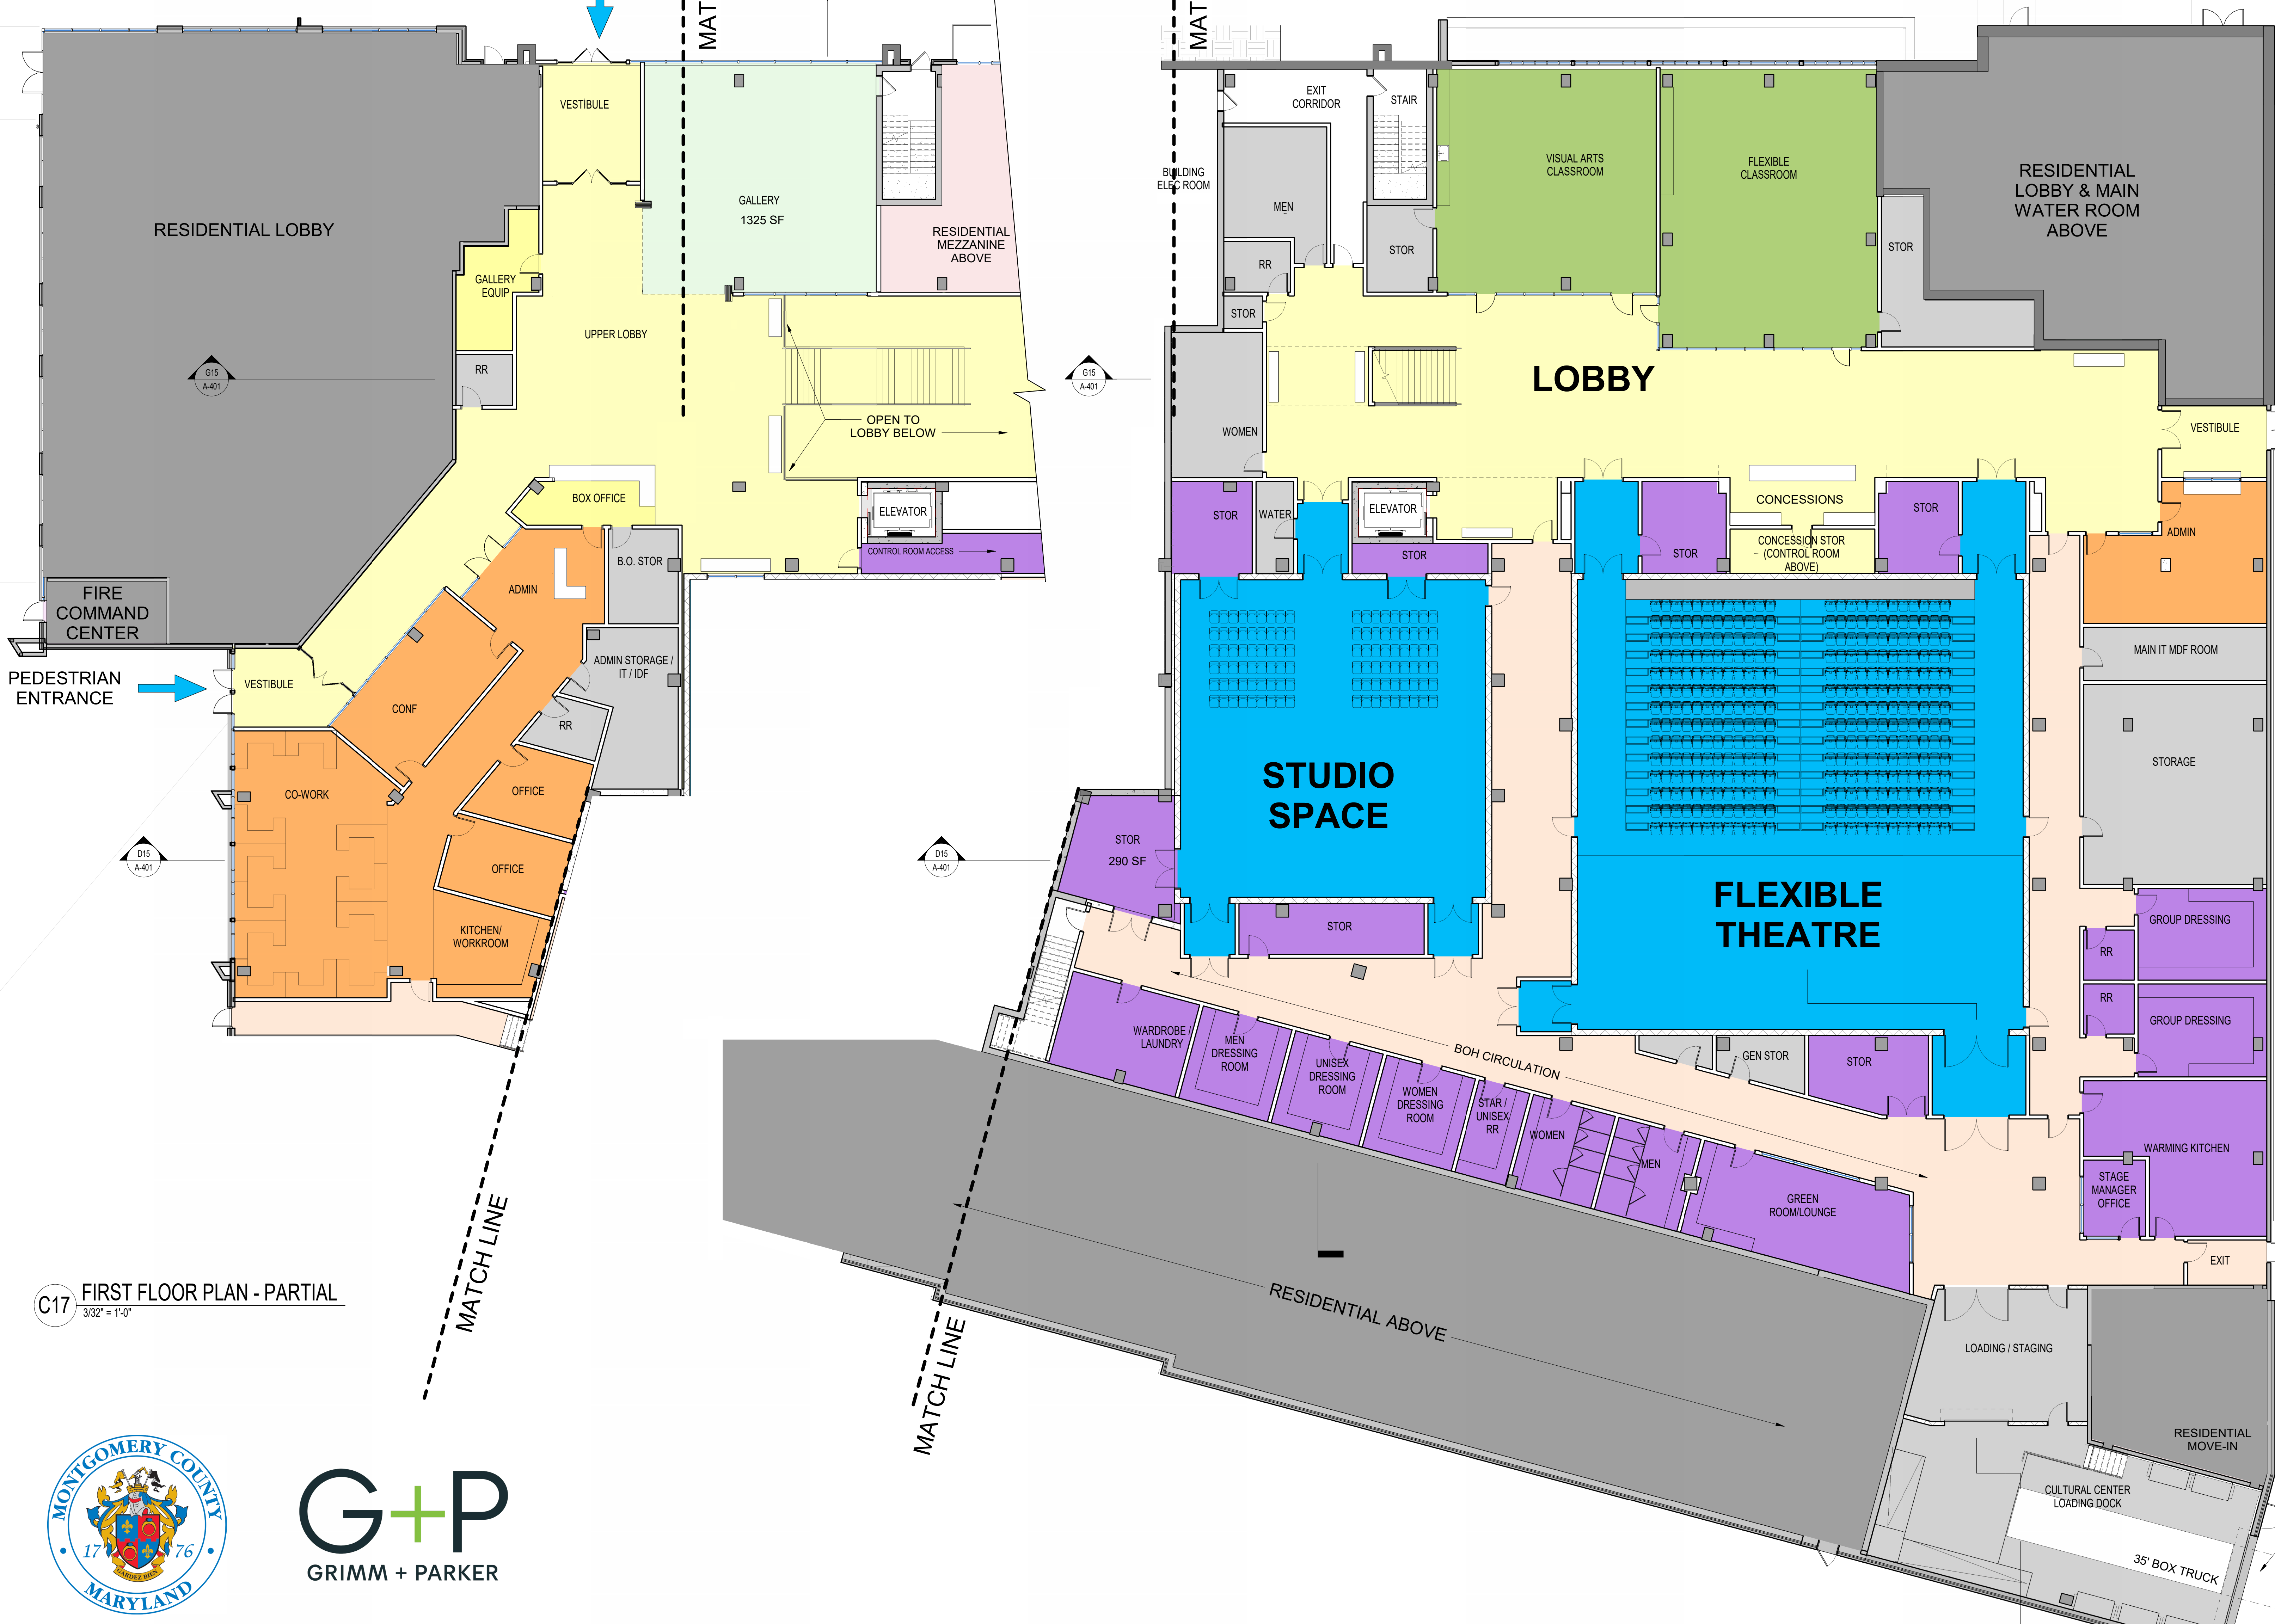 MAT
MAT
VESTIBULE
GALLERY
1325 SF
RESIDENTIAL
MEZZANINE
ABOVE
RESIDENTIAL LOBBY
GALLERY
EQUIP
UPPER LOBBY
RR
G15
A-401
OPEN TO
LOBBY BELOW
BOX OFFICE
ELEVATOR
CONTROL ROOM ACCESS
B.O. STOR
ADMIN
FIRE
COMMAND
CENTER
ADMIN STORAGE /
IT / IDF
PEDESTRIAN
ENTRANCE
VESTIBULE
CONF
RR
CO-WORK
OFFICE
D15
A-401
OFFICE
KITCHEN/
WORKROOM
MATCH LINE
C17
FIRST FLOOR PLAN - PARTIAL
3/32" = 1'-0"
MONTGOMERY COUNTY
17 76
GARDEZ BIEN
MARYLAND
G+P
GRIMM + PARKER
EXIT
CORRIDOR
STAIR
BUILDING
ELEC ROOM
MEN
RR
STOR
STOR
VISUAL ARTS
CLASSROOM
FLEXIBLE
CLASSROOM
STOR
RESIDENTIAL
LOBBY & MAIN
WATER ROOM
ABOVE
G15
A-401
LOBBY
WOMEN
VESTIBULE
STOR
WATER
ELEVATOR
STOR
STOR
CONCESSIONS
CONCESSION STOR
(CONTROL ROOM
ABOVE)
STOR
ADMIN
MAIN IT MDF ROOM
STORAGE
STUDIO
SPACE
STOR
290 SF
D15
A-401
STOR
FLEXIBLE
THEATRE
GROUP DRESSING
RR
RR
GROUP DRESSING
WARDROBE /
LAUNDRY
MEN
DRESSING
ROOM
UNISEX
DRESSING
ROOM
WOMEN
DRESSING
ROOM
STAR /
UNISEX
RR
WOMEN
MEN
BOH CIRCULATION
GEN STOR
STOR
WARMING KITCHEN
STAGE
MANAGER
OFFICE
GREEN
ROOM/LOUNGE
EXIT
RESIDENTIAL ABOVE
MATCH LINE
LOADING / STAGING
RESIDENTIAL
MOVE-IN
CULTURAL CENTER
LOADING DOCK
35' BOX TRUCK